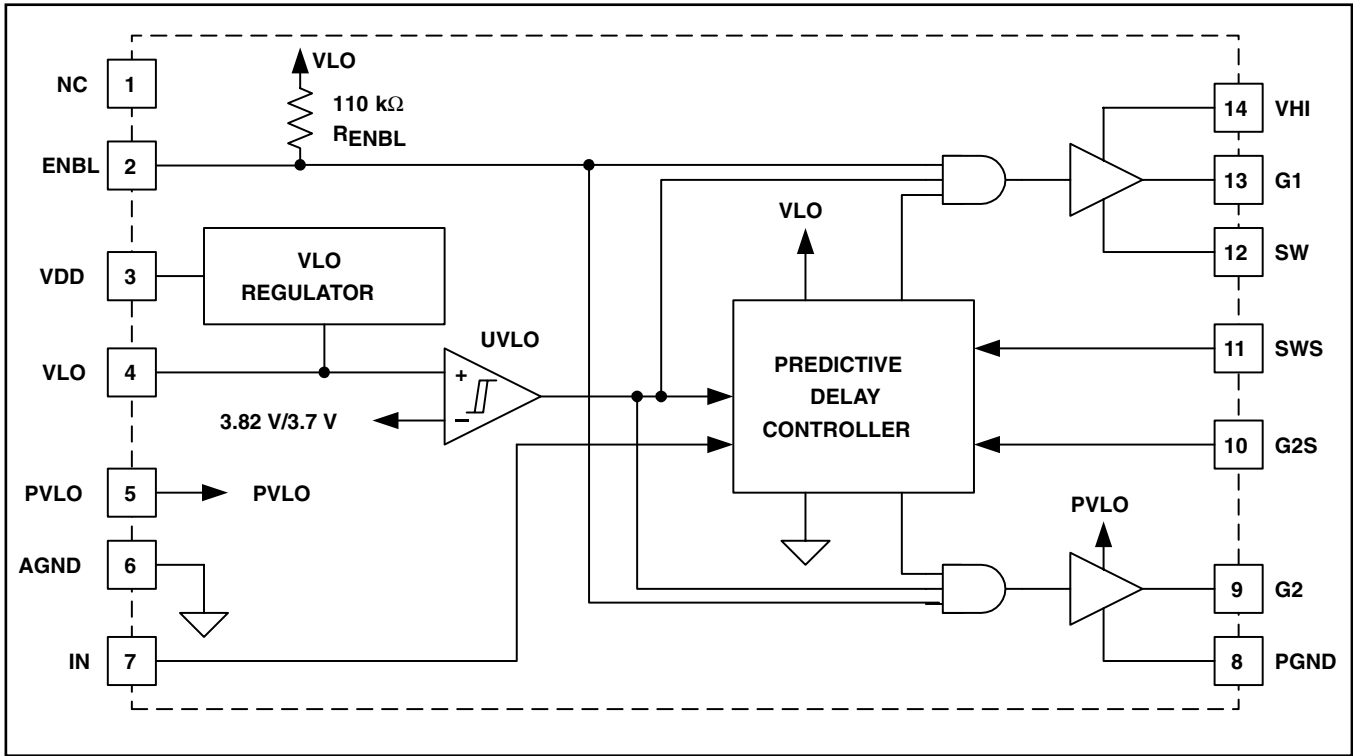 NC 1
ENBL 2
VDD 3
VLO 4
PVLO 5
AGND 6
IN 7
VLO
110 kΩ
RENBL
VLO
REGULATOR
UVLO
+
–
3.82 V/3.7 V
PVLO
VLO
PREDICTIVE
DELAY
CONTROLLER
PVLO
14 VHI
13 G1
12 SW
11 SWS
10 G2S
9 G2
8 PGND